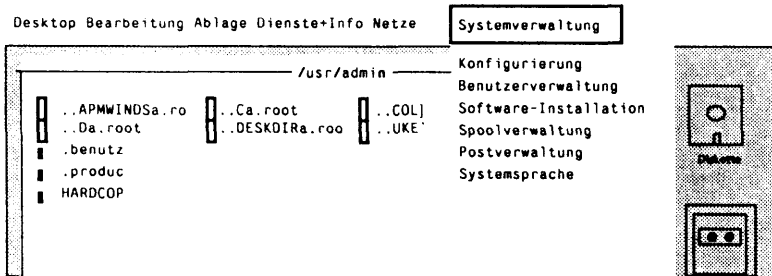 Desktop Bearbeitung Ablage Dienste+Info Netze Systemverwaltung
/usr/admin
..APMWINDSa.ro ..Ca.root ..COL]
..Da.root ..DESKDIRa.roo ..UKE`
.benutz
.produc
HARDCOP
Konfigurierung
Benutzerverwaltung
Software-Installation
Spoolverwaltung
Postverwaltung
Systemsprache
Diskette